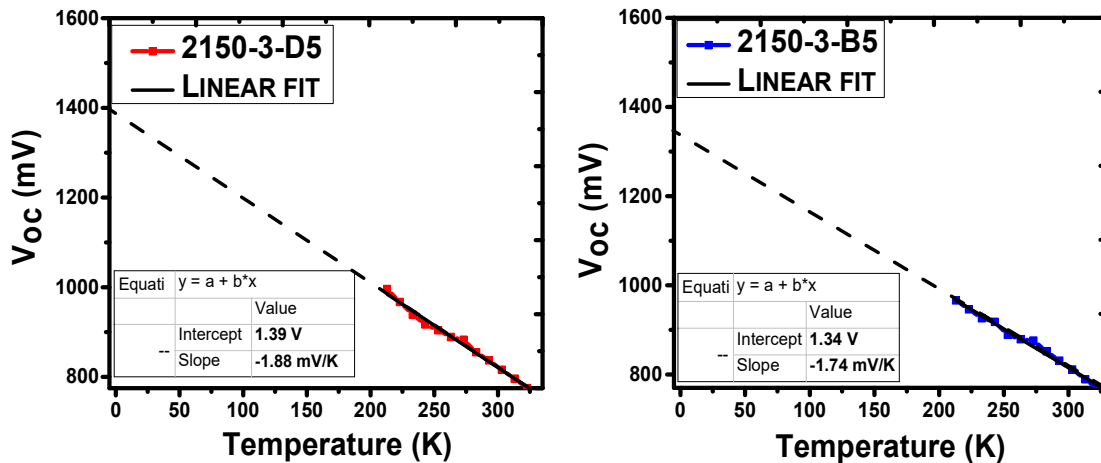 2150-3-D5
LINEAR FIT
1600
1400
1200
1000
800
Voc (mV)
Equati y = a + b*x
Value
Intercept 1.39 V
-- Slope -1.88 mV/K
0 50 100 150 200 250 300
Temperature (K)
2150-3-B5
LINEAR FIT
1600
1400
1200
1000
800
Voc (mV)
Equati y = a + b*x
Value
Intercept 1.34 V
-- Slope -1.74 mV/K
0 50 100 150 200 250 300
Temperature (K)